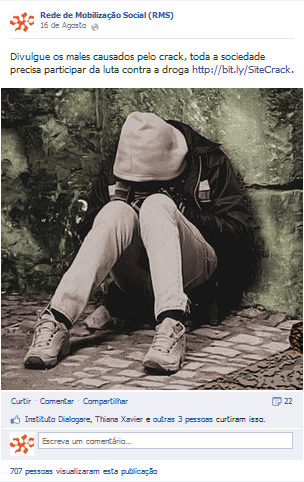 Rede de Mobilização Social (RMS)
16 de Agosto
Divulgue os males causados pelo crack, toda a sociedade
precisa participar da luta contra a droga http://bit.ly/SiteCrack.
Curtir · Comentar · Compartilhar
22
Instituto Dialogare, Thiana Xavier e outras 3 pessoas curtiram isso.
Escreva um comentário...
707 pessoas visualizaram esta publicação